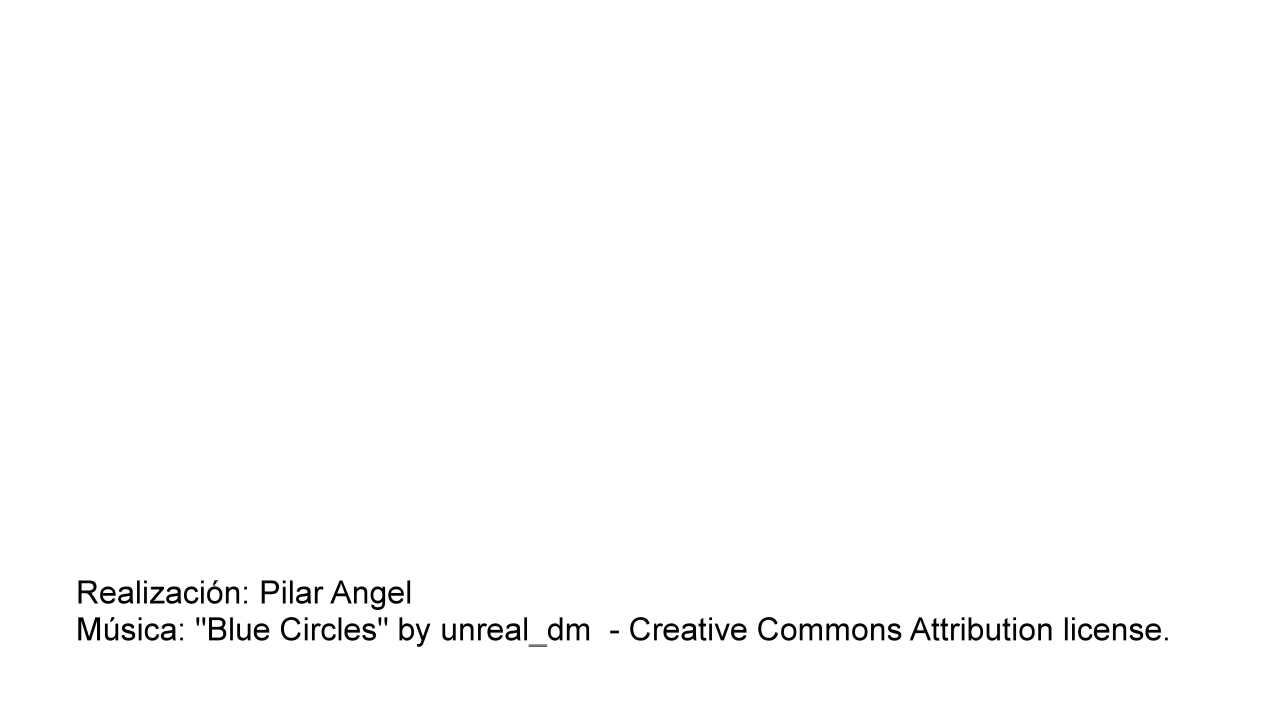 Realización: Pilar Angel
Música: "Blue Circles" by unreal_dm  - Creative Commons Attribution license.